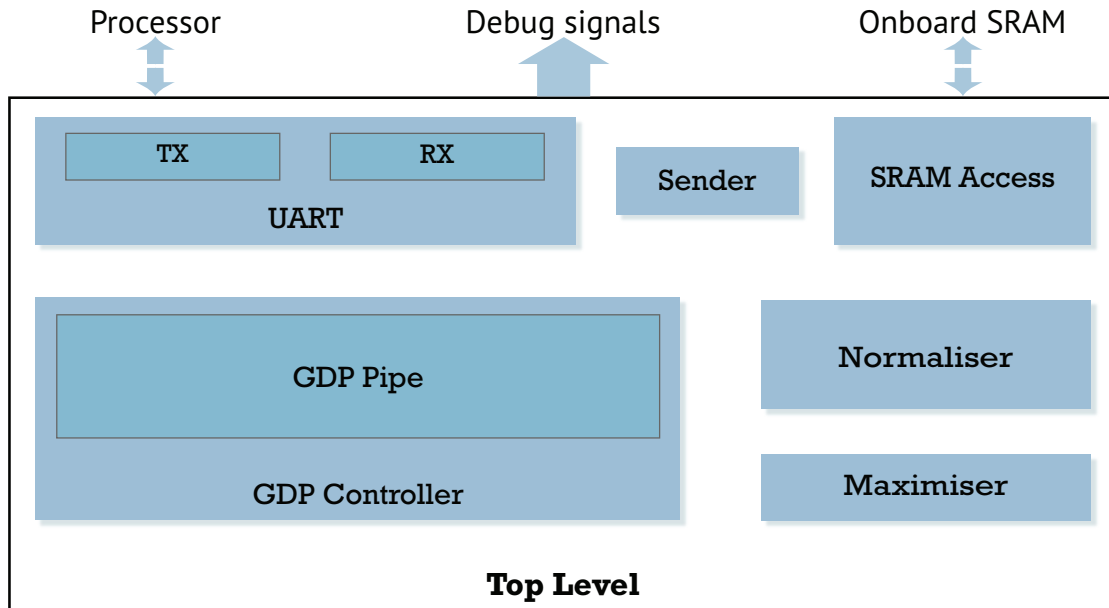 Processor
Debug signals
Onboard SRAM
TX
RX
UART
Sender
SRAM Access
GDP Pipe
GDP Controller
Normaliser
Maximiser
Top Level